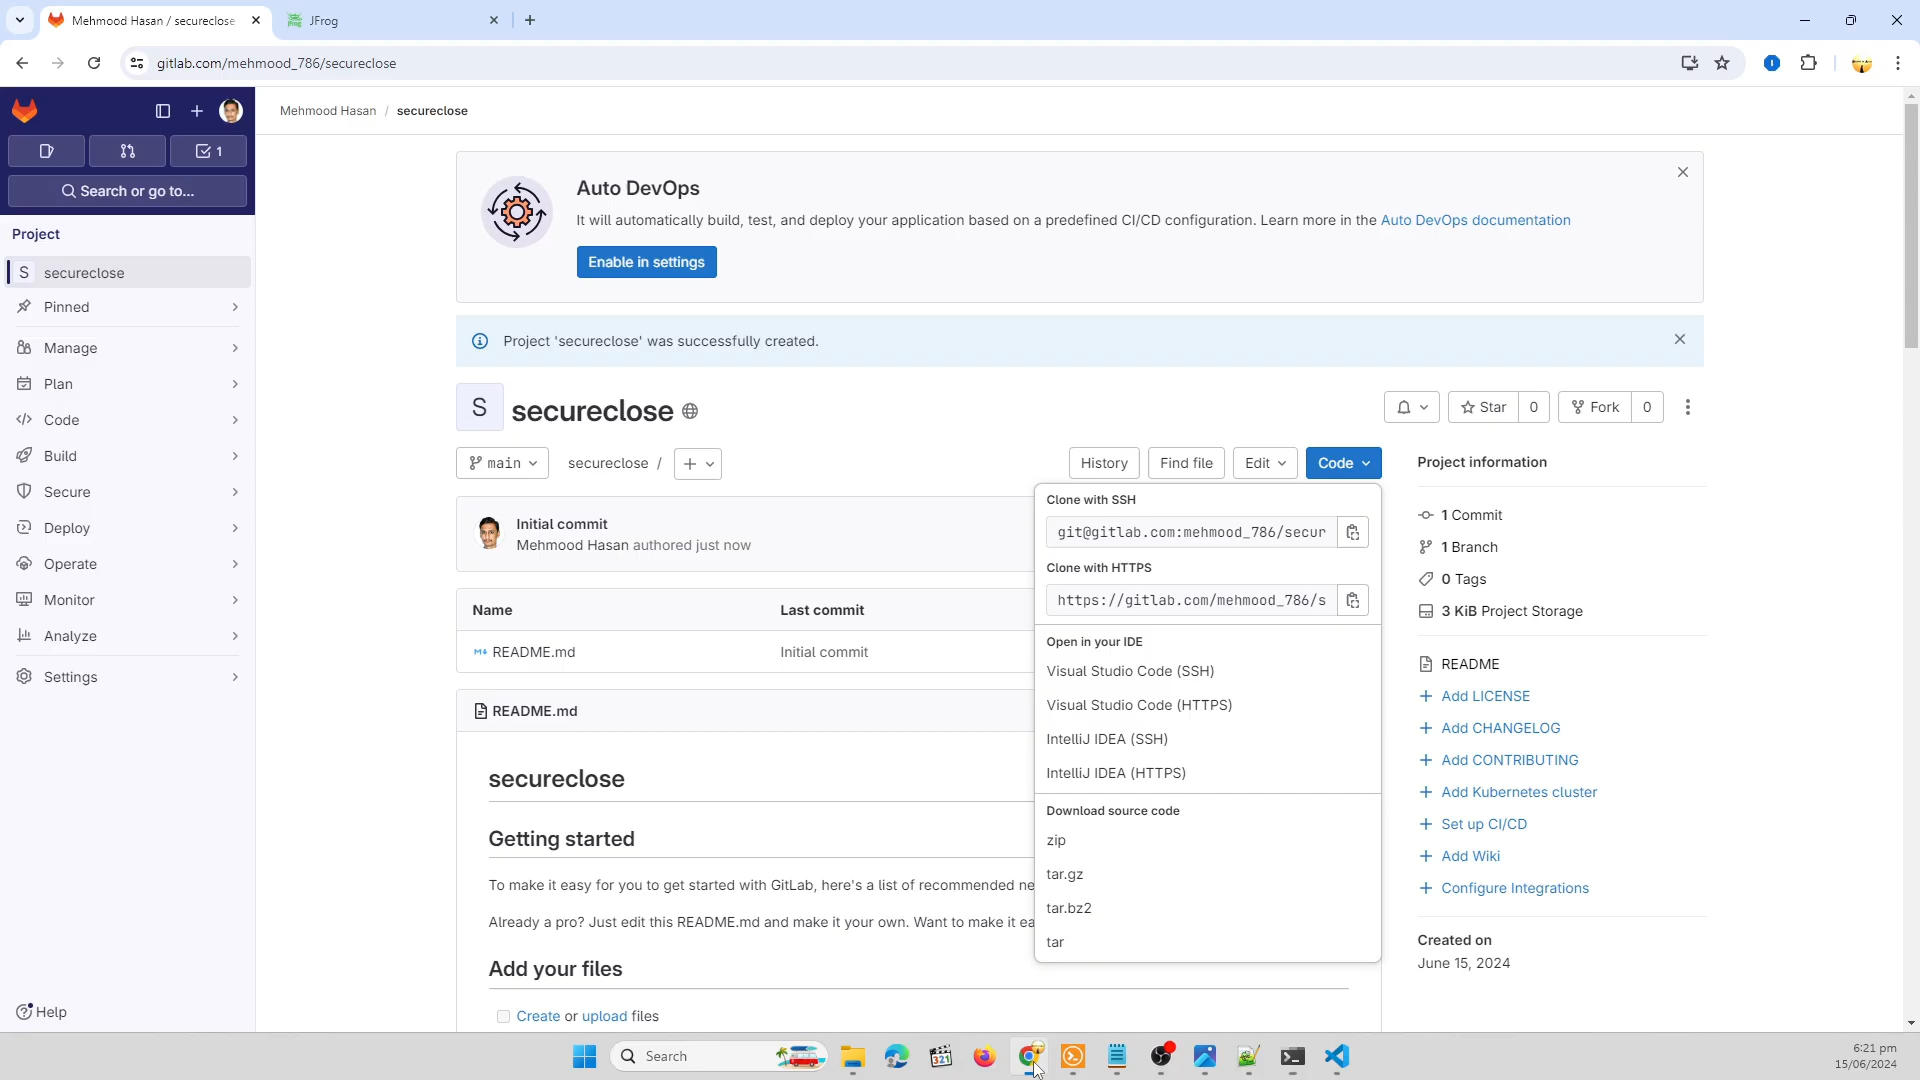 Mehmood Hasan / secureclose
JFrog
gitlab.com/mehmood_786/secureclose
1
Search or go to...
Project
S secureclose
Pinned
Manage
Plan
Code
Build
Secure
Deploy
Operate
Monitor
Analyze
Settings
Help
Mehmood Hasan / secureclose
Auto DevOps
It will automatically build, test, and deploy your application based on a predefined CI/CD configuration. Learn more in the Auto DevOps documentation
Enable in settings
Project 'secureclose' was successfully created.
S secureclose
Star 0 Fork 0
main secureclose / + History Find file Edit Code
Initial commit
Mehmood Hasan authored just now
Name Last commit
README.md Initial commit
README.md
secureclose
Getting started
To make it easy for you to get started with GitLab, here's a list of recommended ne
Already a pro? Just edit this README.md and make it your own. Want to make it ea
Add your files
Create or upload files
Clone with SSH
git@gitlab.com:mehmood_786/secur
Clone with HTTPS
https://gitlab.com/mehmood_786/s
Open in your IDE
Visual Studio Code (SSH)
Visual Studio Code (HTTPS)
IntelliJ IDEA (SSH)
IntelliJ IDEA (HTTPS)
Download source code
zip
tar.gz
tar.bz2
tar
Project information
1 Commit
1 Branch
0 Tags
3 KiB Project Storage
README
+ Add LICENSE
+ Add CHANGELOG
+ Add CONTRIBUTING
+ Add Kubernetes cluster
+ Set up CI/CD
+ Add Wiki
+ Configure Integrations
Created on
June 15, 2024
Search
321
6:21 pm
15/06/2024